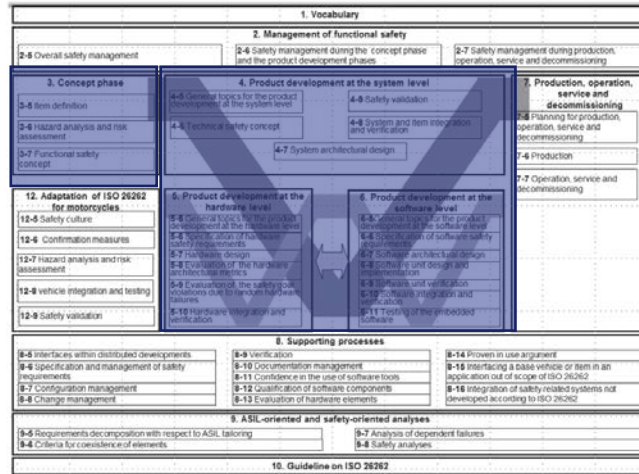 1. Vocabulary
2. Management of functional safety
2-5 Overall safety management
2-6 Safety management during the concept phase
and the product development phases
2-7 Safety management during production,
operation, service and decommissioning
3. Concept phase
3-5 Item definition
3-6 Hazard analysis and risk
assessment
3-7 Functional safety
concept
4. Product development at the system level
4-5 General topics for the product
development at the system level
4-6 Technical safety concept
4-8 Safety validation
4-8 System and item integration
and verification
4-7 System architectural design
7. Production, operation,
service and
decommissioning
7-5 Planning for production,
operation, service and
decommissioning
7-6 Production
7-7 Operation, service and
decommissioning
12. Adaptation of ISO 26262
for motorcycles
12-5 Safety culture
12-6 Confirmation measures
12-7 Hazard analysis and risk
assessment
12-8 vehicle integration and testing
12-9 Safety validation
5. Product development at the
hardware level
5-5 General topics for the product
development at the hardware level
5-6 Specification of hardware
safety requirements
5-7 Hardware design
5-8 Evaluation of the hardware
architectural metrics
5-9 Evaluation of the safety goal
violations due to random hardware
failures
5-10 Hardware integration and
verification
6. Product development at the
software level
6-5 General topics for the product
development at the software level
6-6 Specification of software safety
requirements
6-7 Software architectural design
6-8 Software unit design and
implementation
6-9 Software unit verification
6-10 Software integration and
verification
6-11 Testing of the embedded
software
8. Supporting processes
8-5 Interfaces within distributed developments
8-6 Specification and management of safety
requirements
8-7 Configuration management
8-8 Change management
8-9 Verification
8-10 Documentation management
8-11 Confidence in the use of software tools
8-12 Qualification of software components
8-13 Evaluation of hardware elements
8-14 Proven in use argument
8-15 Interfacing a base vehicle or item in an
application out of scope of ISO 26262
8-16 Integration of safety related systems not
developed according to ISO 26262
9. ASIL-oriented and safety-oriented analyses
9-5 Requirements decomposition with respect to ASIL tailoring
9-6 Criteria for coexistence of elements
9-7 Analysis of dependent failures
9-8 Safety analyses
10. Guideline on ISO 26262